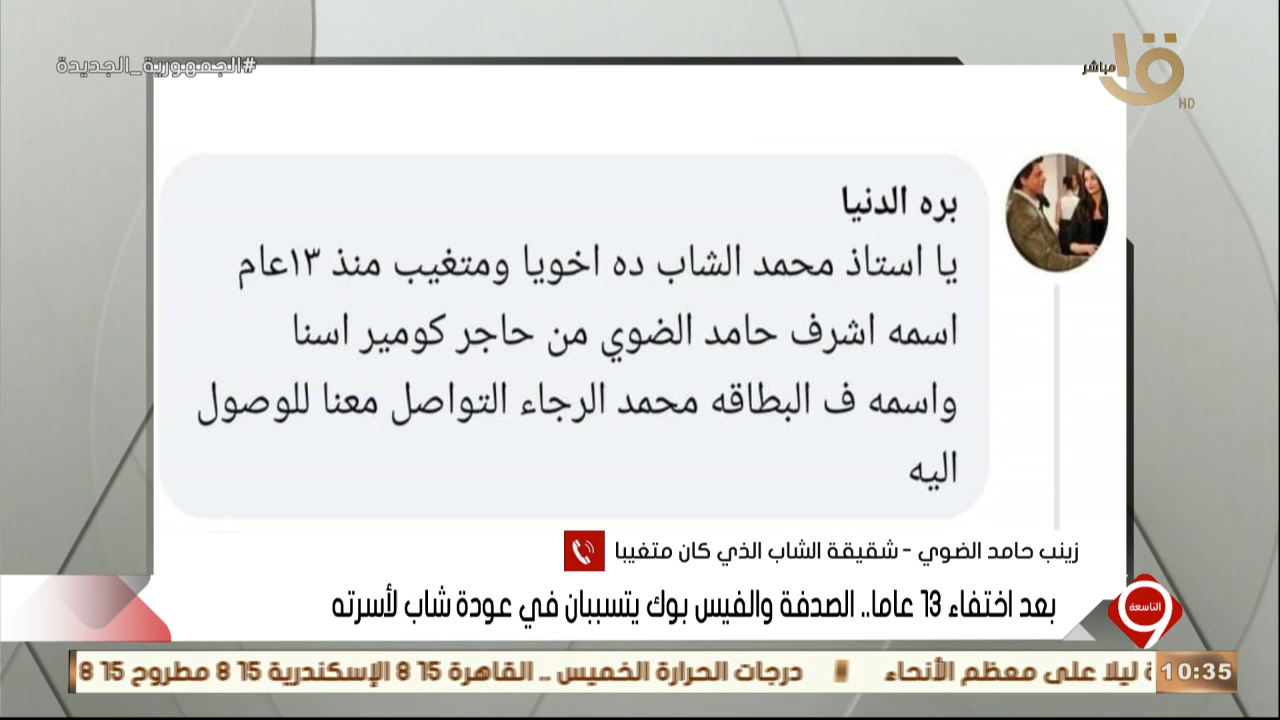 #الجمهورية_الجديدة
مباشر
HD
بره الدنيا
يا استاذ محمد الشاب ده اخويا ومتغيب منذ ١٣عام
اسمه اشرف حامد الضوي من حاجر كومير اسنا
واسمه ف البطاقه محمد الرجاء التواصل معنا للوصول
اليه
زينب حامد الضوي - شقيقة الشاب الذي كان متغيبا
بعد اختفاء 13 عاما.. الصدفة والفيس بوك يتسببان في عودة شاب لأسرته
التاسعة
10:35
ليلا على معظم الأنحاء
درجات الحرارة الخميس .. القاهرة 15 8 الإسكندرية 15 8 مطروح 15 8